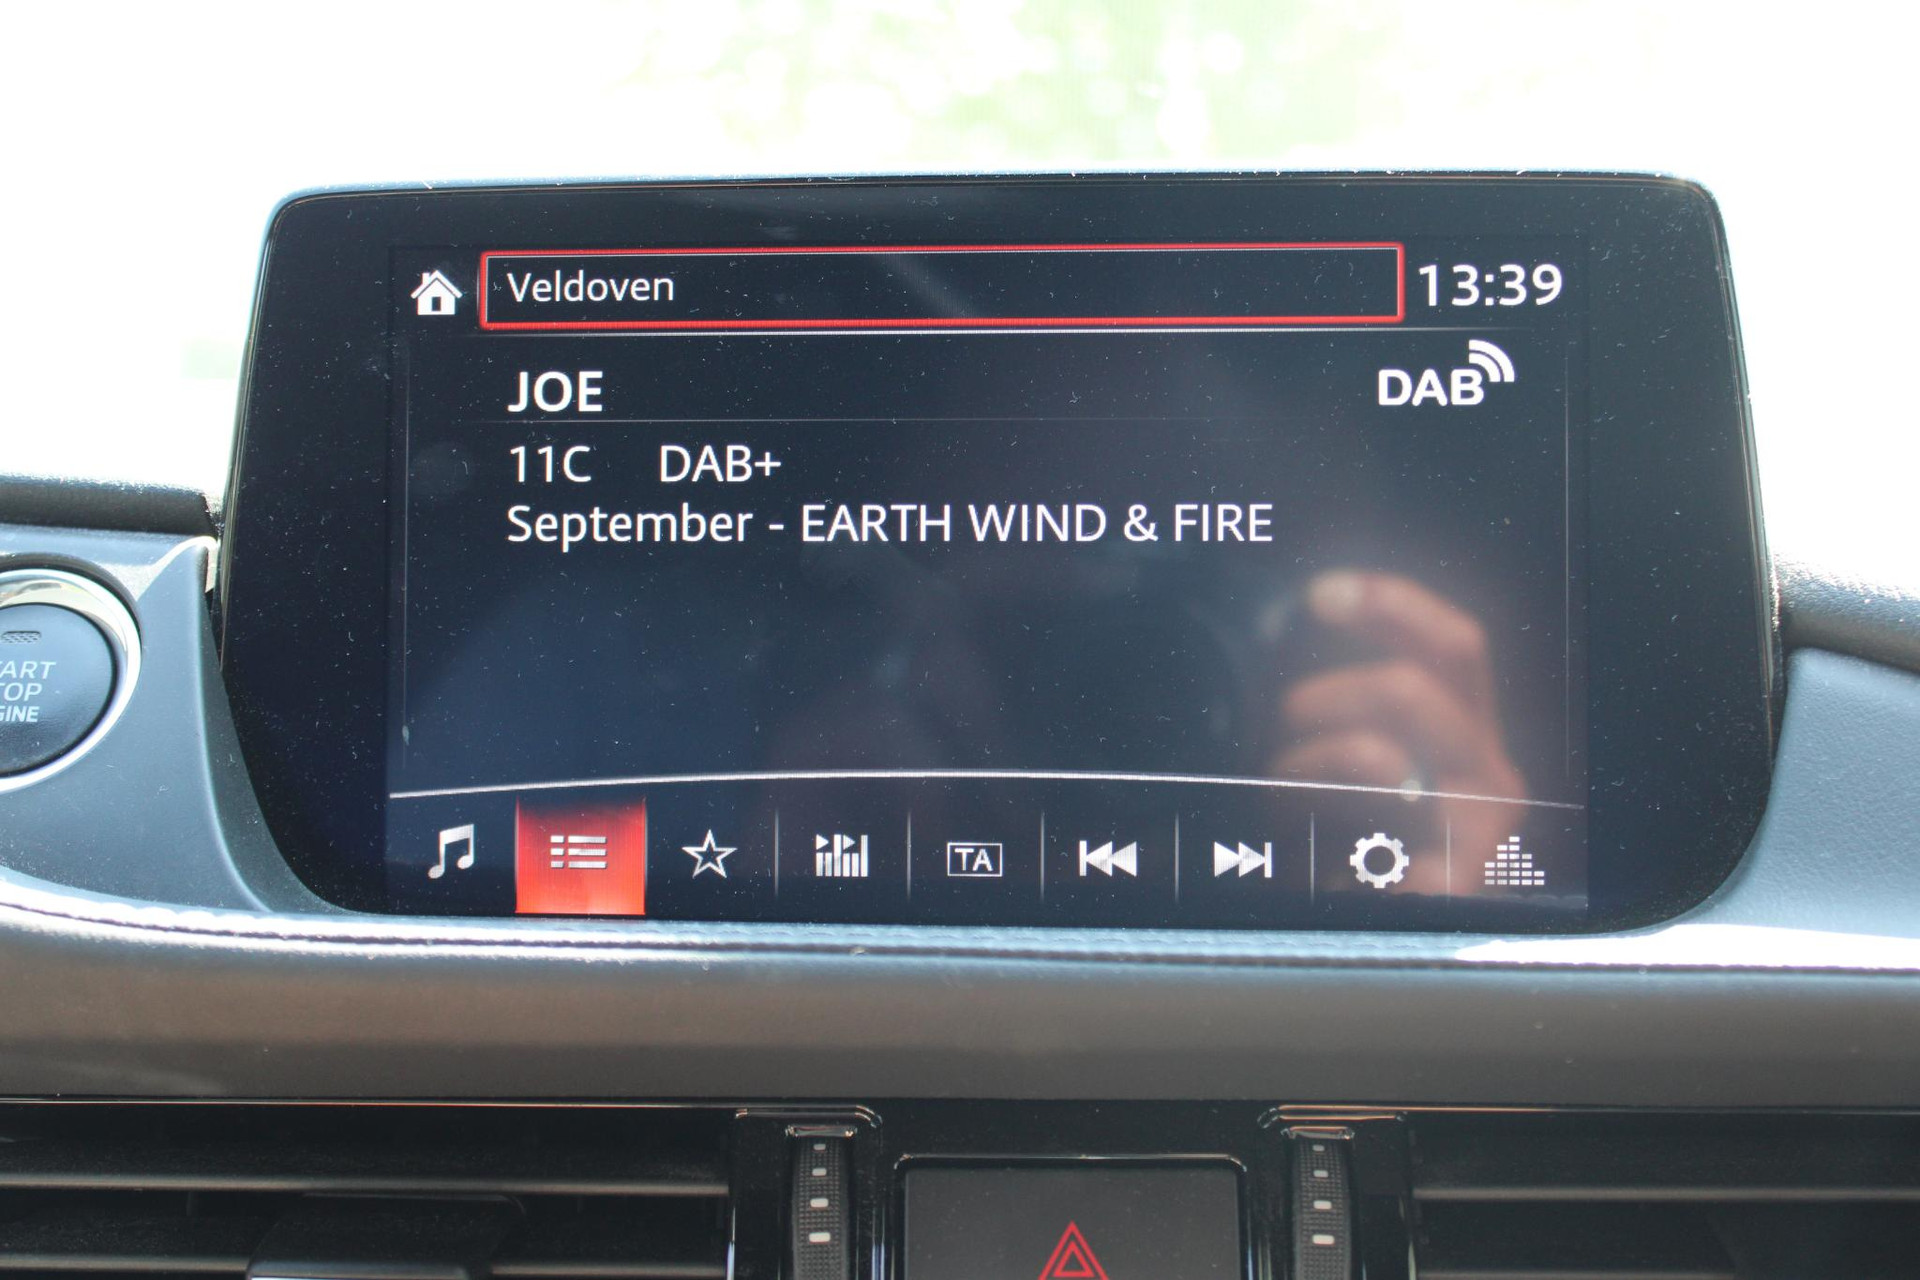 Veldoven
13:39
JOE
DAB
11C DAB+
September - EARTH WIND & FIRE
TA